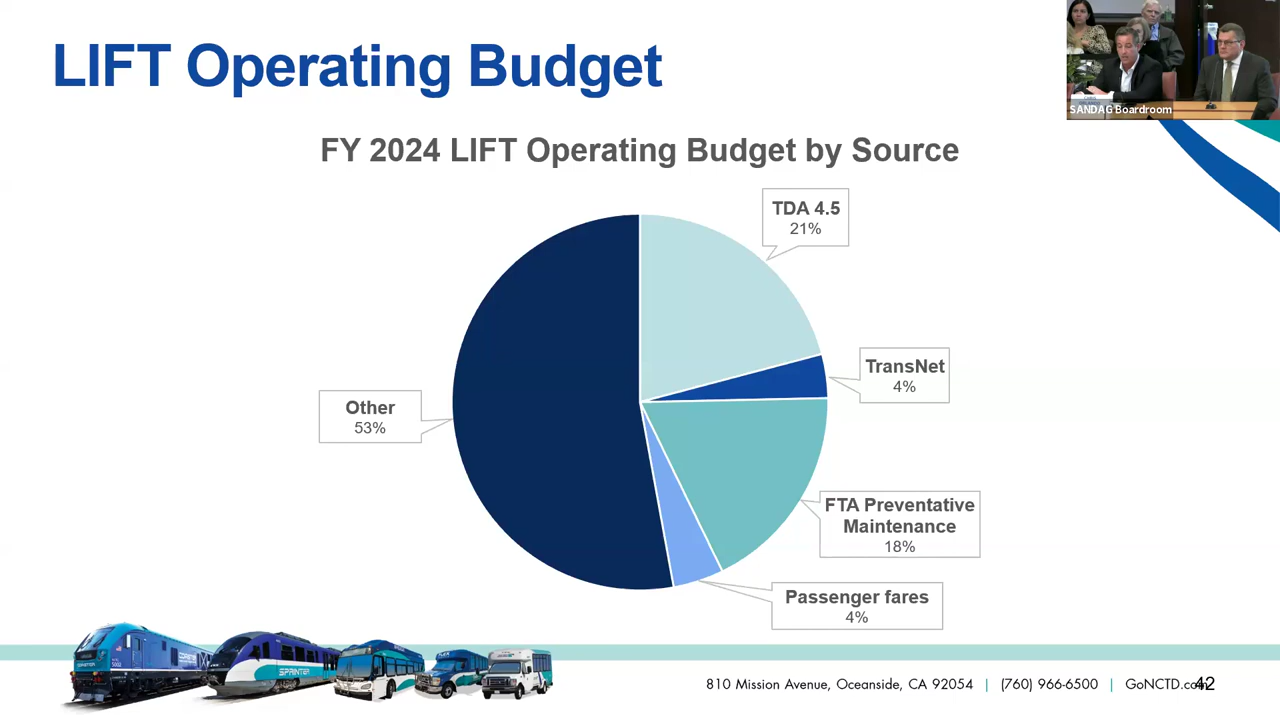 LIFT Operating Budget
SANDAG Boardroom
FY 2024 LIFT Operating Budget by Source
TDA 4.5
21%
TransNet
4%
Other
53%
FTA Preventative
Maintenance
18%
Passenger fares
4%
SPRINTER
810 Mission Avenue, Oceanside, CA 92054 | (760) 966-6500 | GoNCTD.com
42